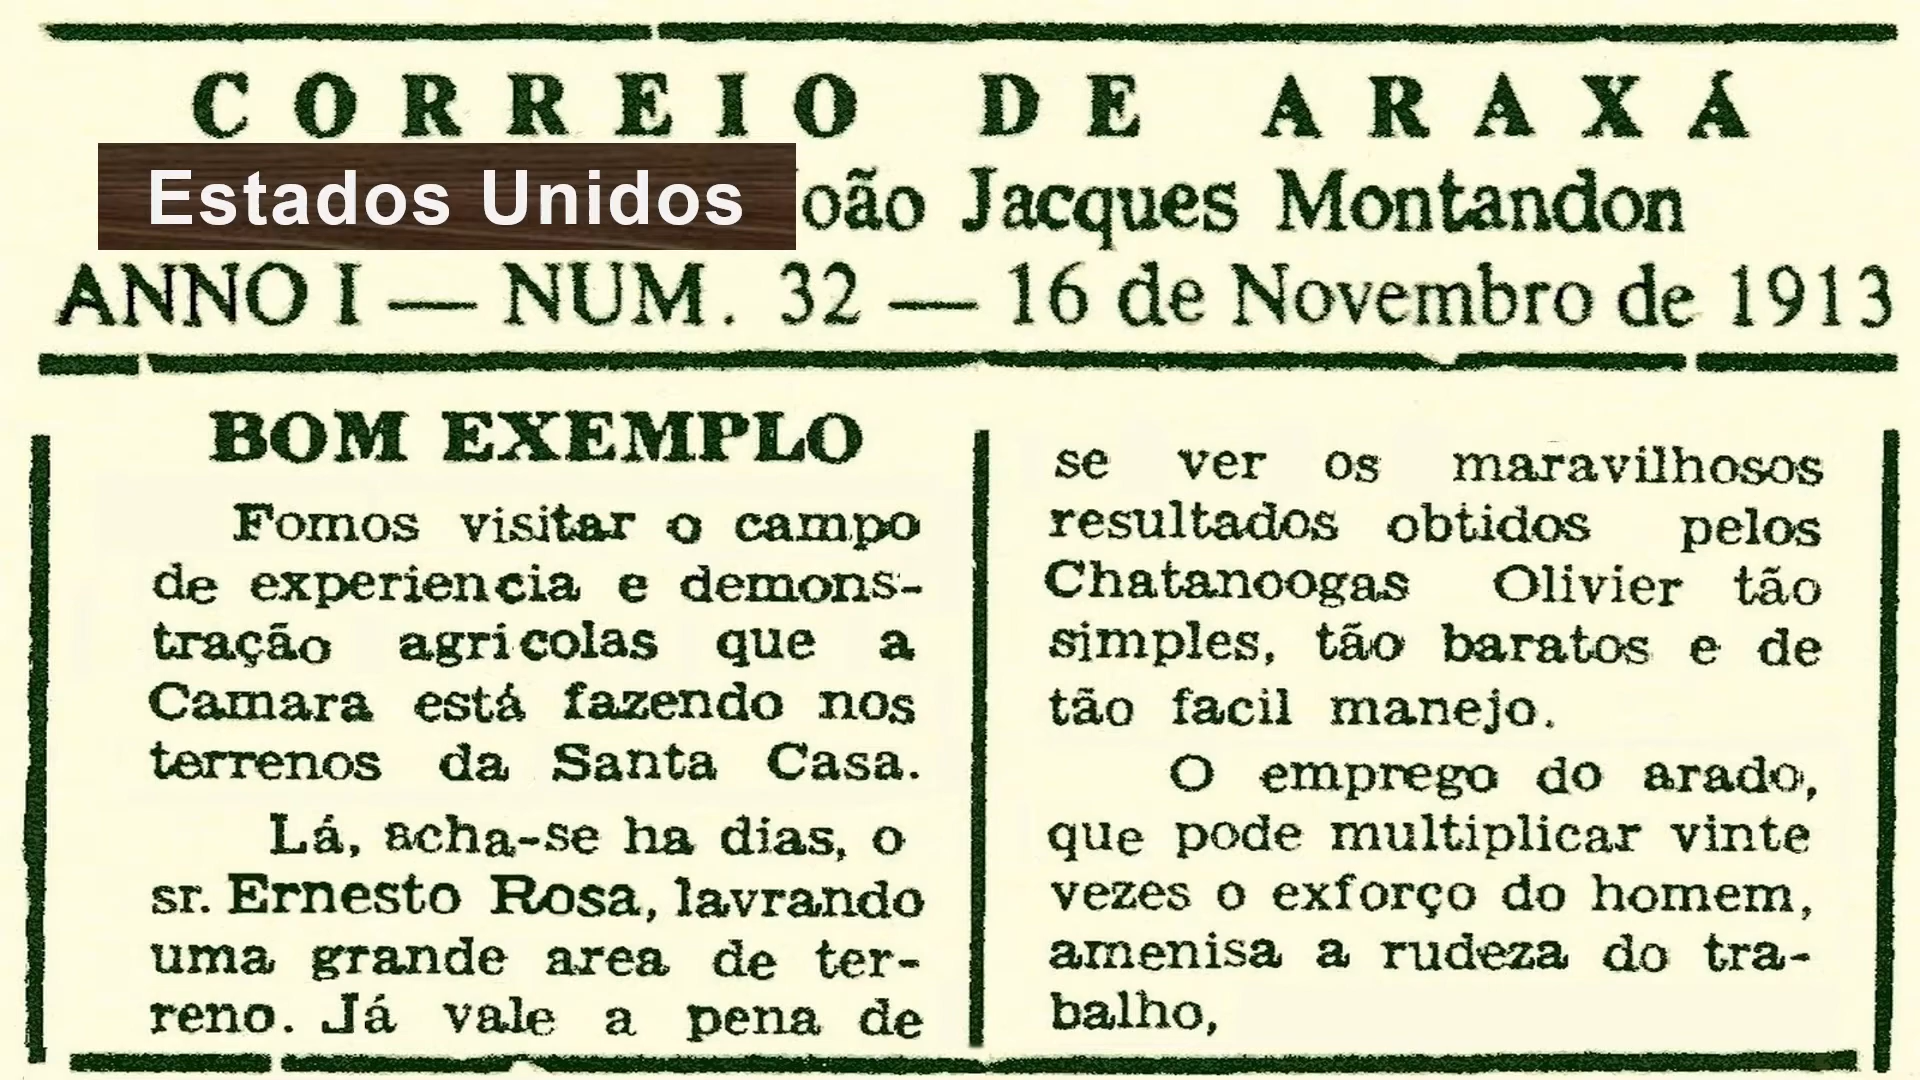 CORREIO DE ARAXÁ
Estados Unidos
oão Jacques Montandon
ANNO I — NUM. 32 — 16 de Novembro de 1913
BOM EXEMPLO
Fomos visitar o campo
de experiencia e demons-
tração agricolas que a
Camara está fazendo nos
terrenos da Santa Casa.
Lá, acha-se ha dias, o
sr. Ernesto Rosa, lavrando
uma grande area de ter-
reno. Já vale a pena de
se ver os maravilhosos
resultados obtidos pelos
Chatanoogas Olivier tão
simples, tão baratos e de
tão facil manejo.
O emprego do arado,
que pode multiplicar vinte
vezes o exforço do homem,
amenisa a rudeza do tra-
balho,